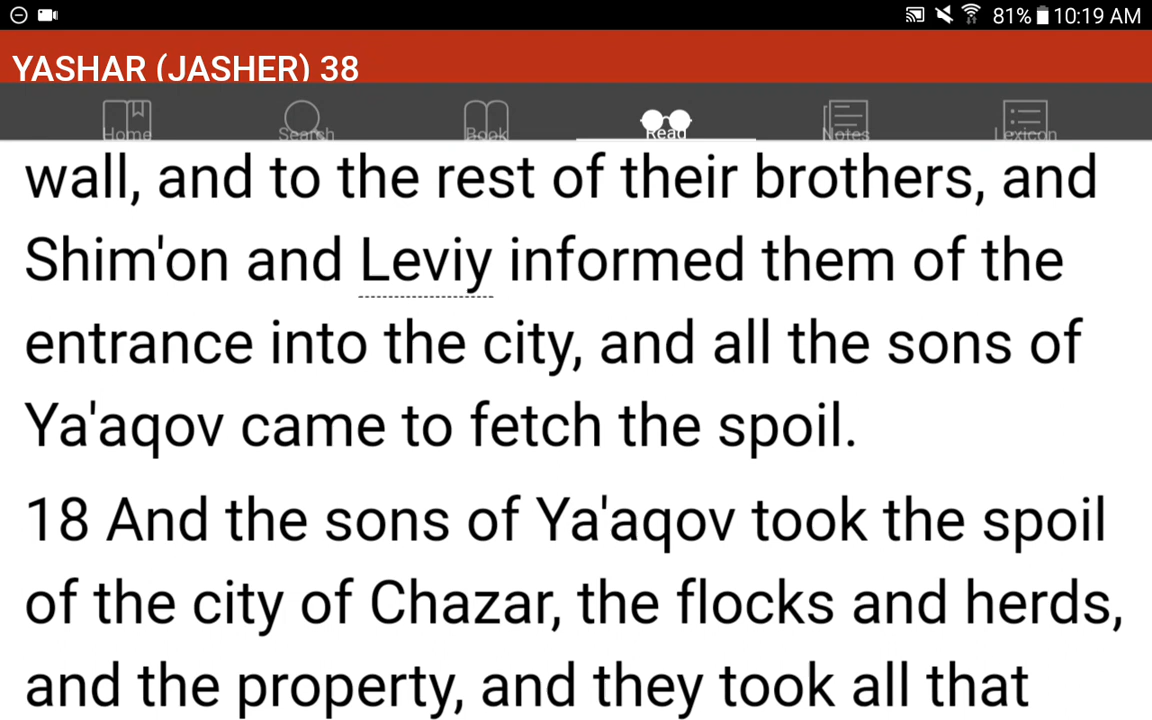 81% 10:19 AM
YASHAR (JASHER) 38
Home Search Book Read Notes Lexicon
wall, and to the rest of their brothers, and
Shim'on and Leviy informed them of the
entrance into the city, and all the sons of
Ya'aqov came to fetch the spoil.
18 And the sons of Ya'aqov took the spoil
of the city of Chazar, the flocks and herds,
and the property, and they took all that